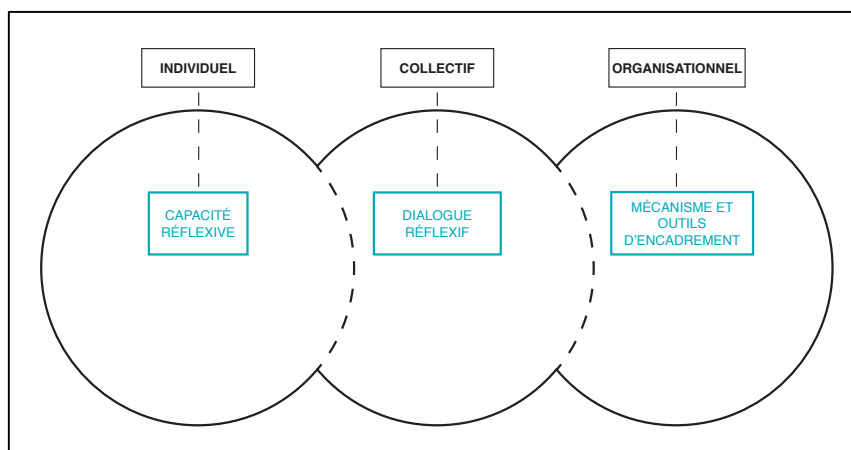 INDIVIDUEL
COLLECTIF
ORGANISATIONNEL
CAPACITÉ
RÉFLEXIVE
DIALOGUE
RÉFLEXIF
MÉCANISME ET
OUTILS
D'ENCADREMENT